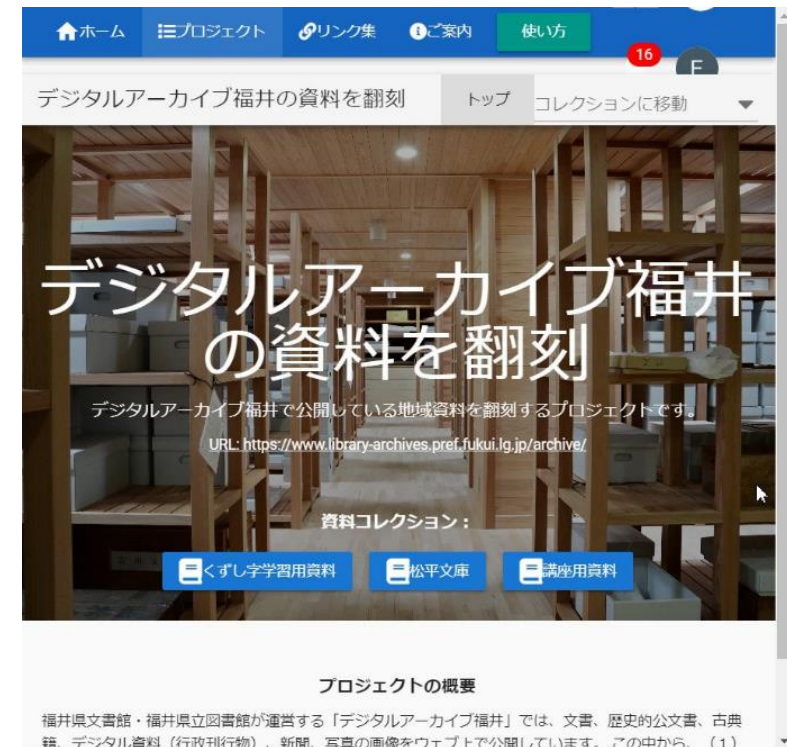 ホーム プロジェクト リンク集 ご案内 使い方
16
E
デジタルアーカイブ福井の資料を翻刻 トップ コレクションに移動
デジタルアーカイブ福井
の資料を翻刻
デジタルアーカイブ福井で公開している地域資料を翻刻するプロジェクトです。
URL: https://www.library-archives.pref.fukui.lg.jp/archive/
資料コレクション：
くずし字学習用資料 松平文庫 講座用資料
プロジェクトの概要
福井県文書館・福井県立図書館が運営する「デジタルアーカイブ福井」では、文書、歴史的公文書、古典
籍、デジタル資料（行政刊行物）、新聞、写真の画像をウェブ上で公開しています。この中から、（１）